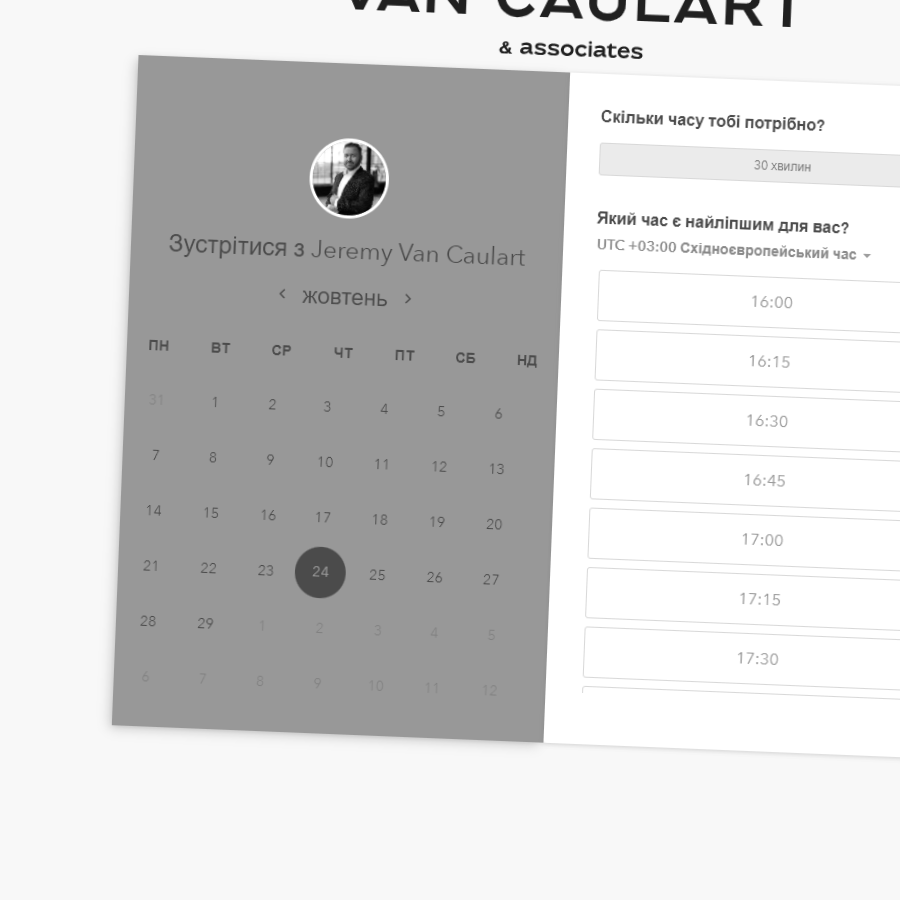 VAN CAULART
& associates
Зустрітися з Jeremy Van Caulart
‹ жовтень ›
ПН ВТ СР ЧТ ПТ СБ НД
31 1 2 3 4 5 6
7 8 9 10 11 12 13
14 15 16 17 18 19 20
21 22 23 24 25 26 27
28 29 1 2 3 4 5
6 7 8 9 10 11 12
Скільки часу тобі потрібно?
30 хвилин
Який час є найліпшим для вас?
UTC +03:00 Східноєвропейський час
16:00
16:15
16:30
16:45
17:00
17:15
17:30